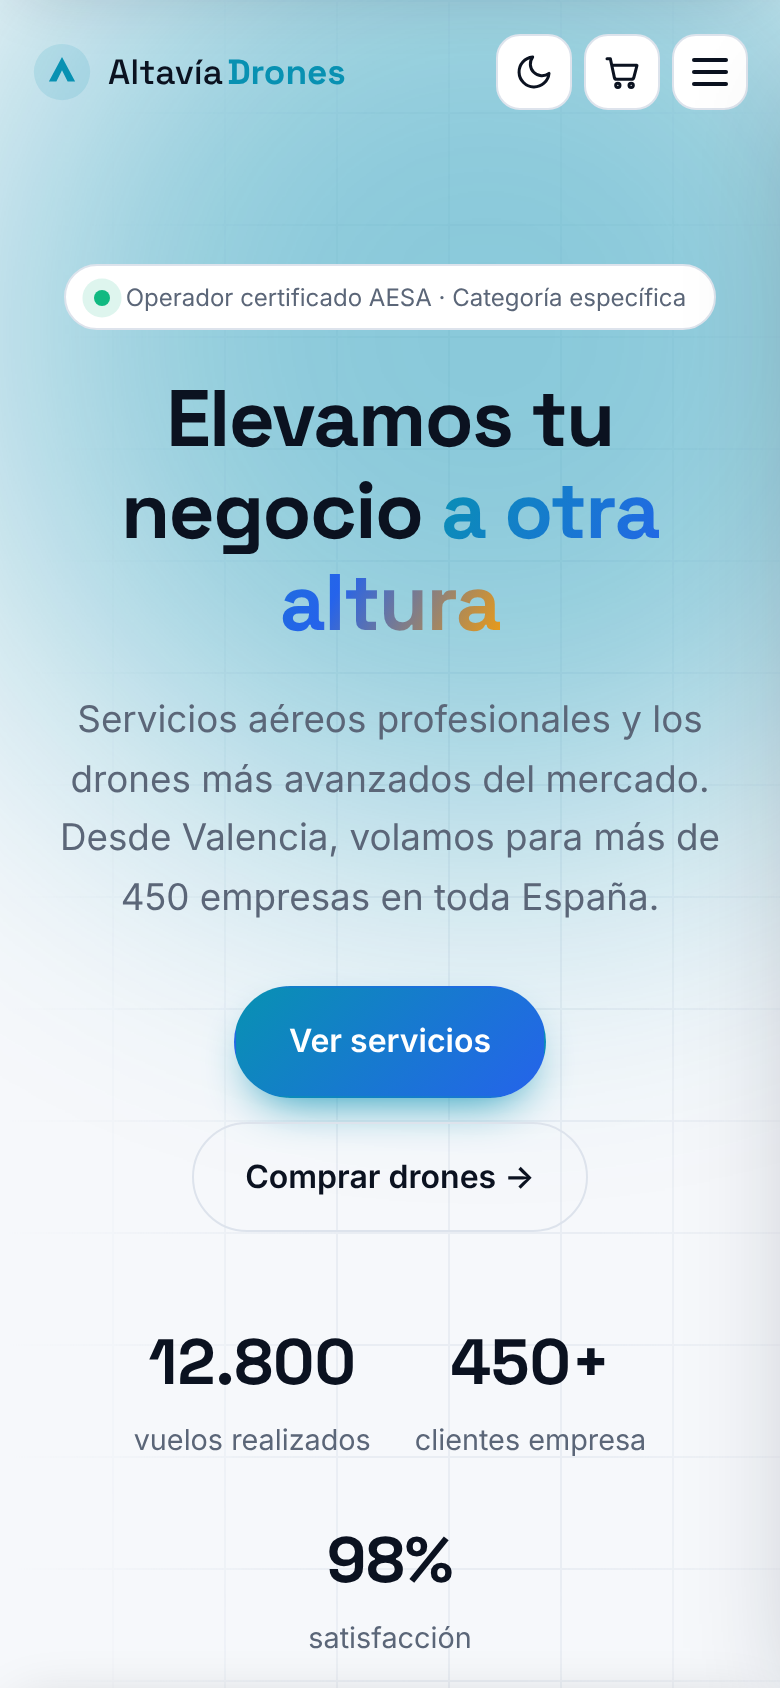 Altavía Drones
Operador certificado AESA · Categoría específica
Elevamos tu
negocio a otra
altura
Servicios aéreos profesionales y los
drones más avanzados del mercado.
Desde Valencia, volamos para más de
450 empresas en toda España.
Ver servicios
Comprar drones →
12.800 450+
vuelos realizados clientes empresa
98%
satisfacción